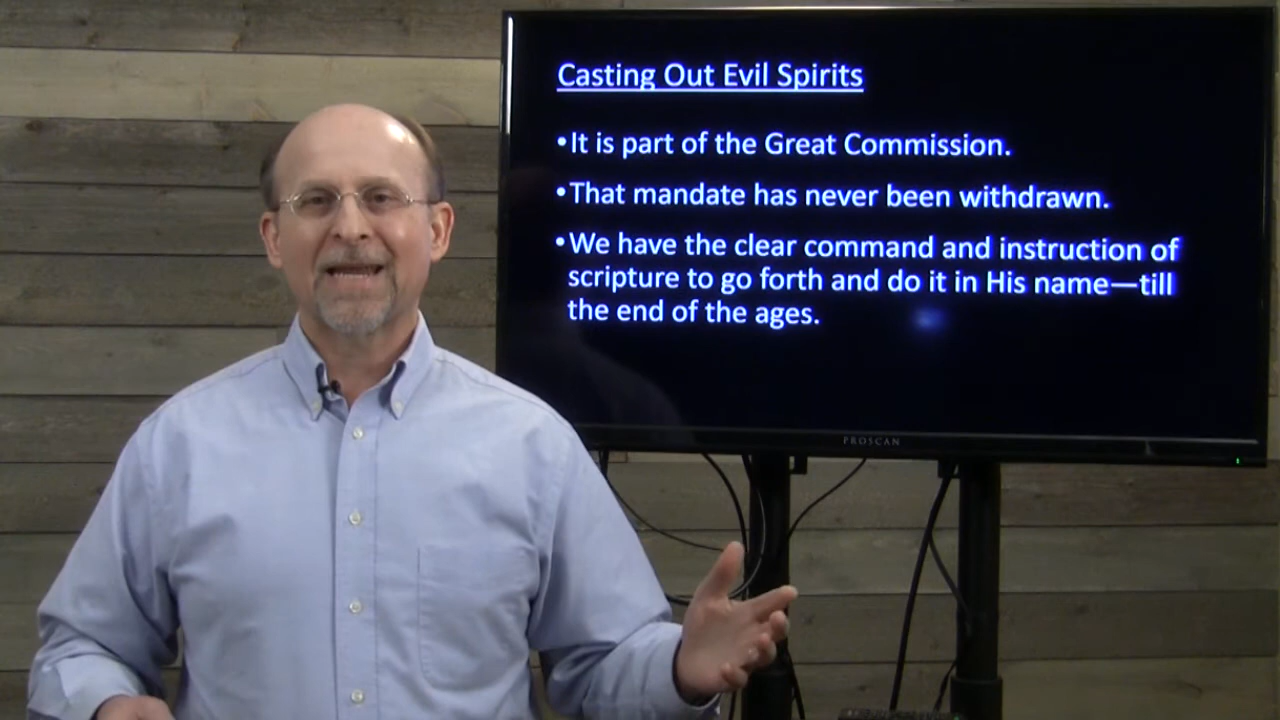 Casting Out Evil Spirits
•It is part of the Great Commission.
•That mandate has never been withdrawn.
•We have the clear command and instruction of
scripture to go forth and do it in His name—till
the end of the ages.
PROSCAN